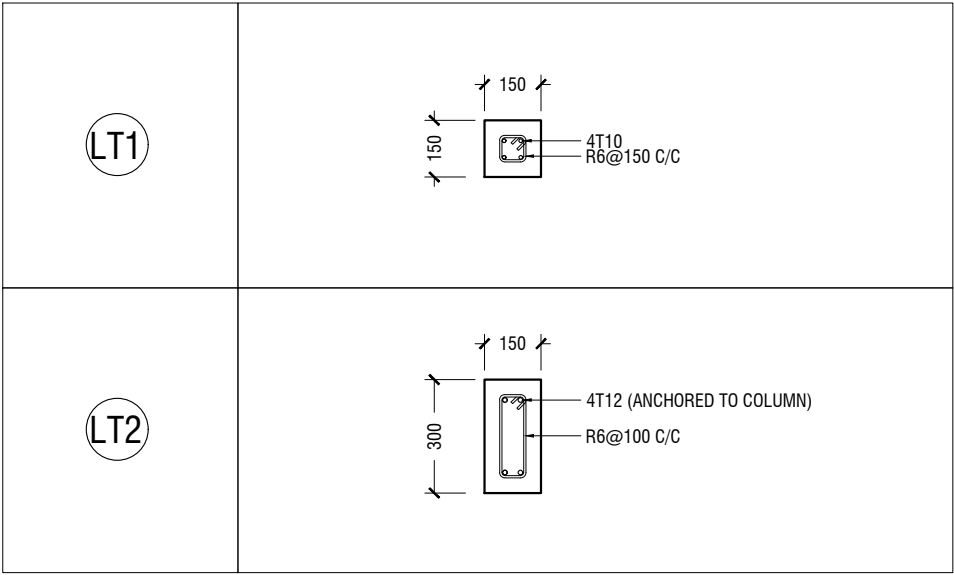 LT1
150
150
4T10
R6@150 C/C
LT2
150
300
4T12 (ANCHORED TO COLUMN)
R6@100 C/C